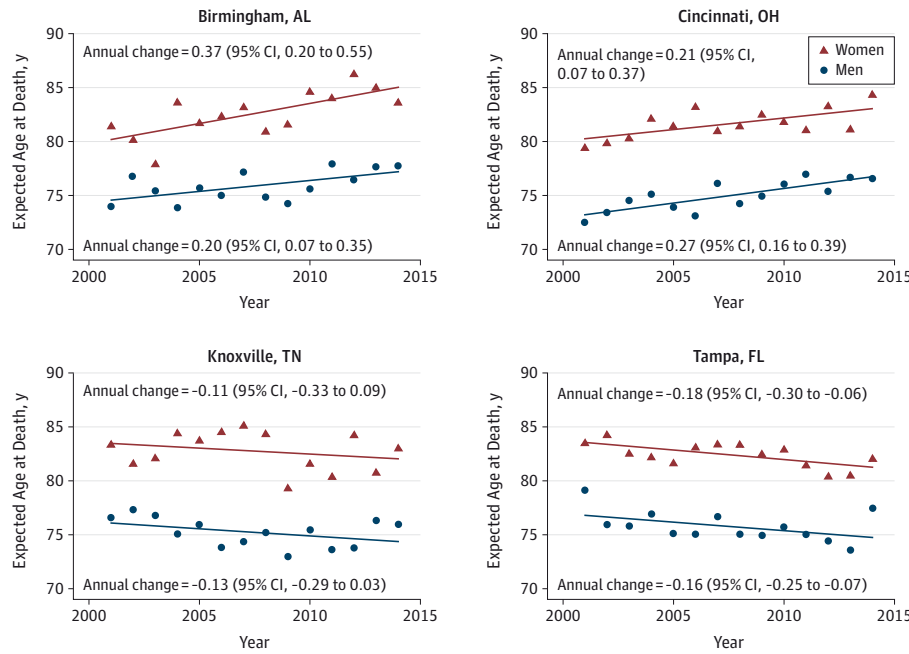 Birmingham, AL
90
Annual change = 0.37 (95% CI, 0.20 to 0.55)
85
80
75
70
Annual change = 0.20 (95% CI, 0.07 to 0.35)
Expected Age at Death, y
2000
2005
2010
2015
Year
Cincinnati, OH
90
Annual change = 0.21 (95% CI,
0.07 to 0.37)
Women
Men
85
80
75
70
Annual change = 0.27 (95% CI, 0.16 to 0.39)
Expected Age at Death, y
2000
2005
2010
2015
Year
Knoxville, TN
90
Annual change = -0.11 (95% CI, -0.33 to 0.09)
85
80
75
70
Annual change = -0.13 (95% CI, -0.29 to 0.03)
Expected Age at Death, y
2000
2005
2010
2015
Year
Tampa, FL
90
Annual change = -0.18 (95% CI, -0.30 to -0.06)
85
80
75
70
Annual change = -0.16 (95% CI, -0.25 to -0.07)
Expected Age at Death, y
2000
2005
2010
2015
Year